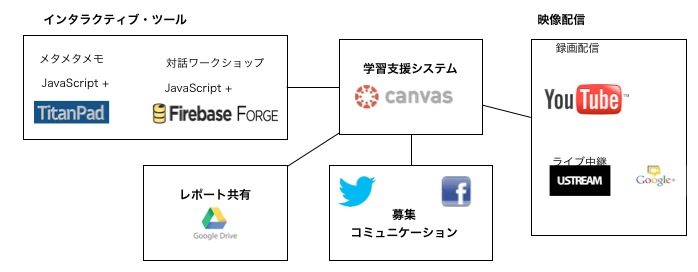 インタラクティブ・ツール
メタメタメモ
JavaScript +
TitanPad
対話ワークショップ
JavaScript +
Firebase FORGE
学習支援システム
canvas
映像配信
録画配信
YouTube™
ライブ中継
USTREAM
Google+
レポート共有
Google Drive
f
募集
コミュニケーション